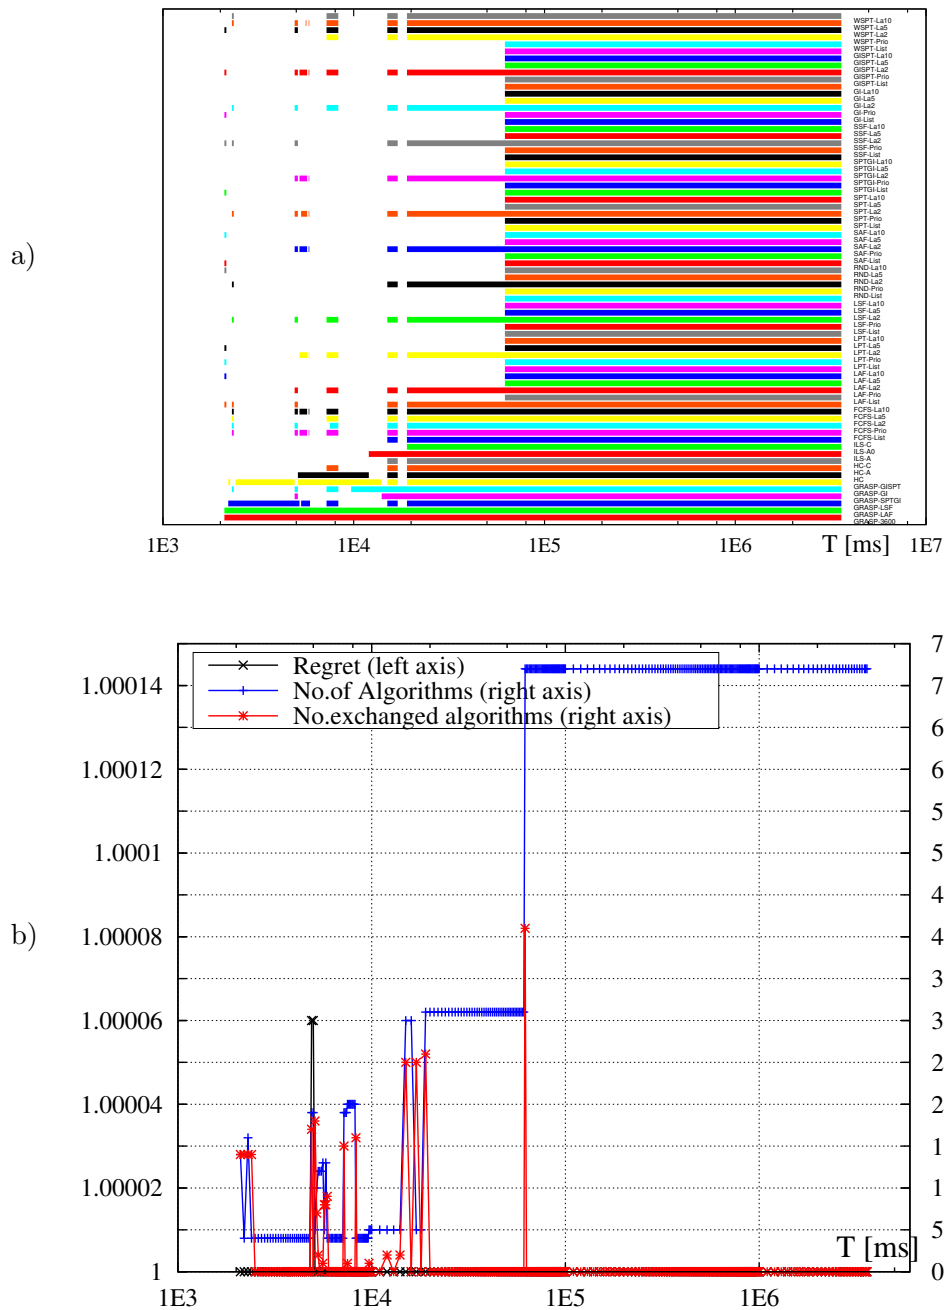 a)
WSPT-La10
WSPT-La5
WSPT-La2
WSPT-Prio
WSPT-List
GISPT-La10
GISPT-La5
GISPT-La2
GISPT-Prio
GISPT-List
GI-La10
GI-La5
GI-La2
GI-Prio
GI-List
SSF-La10
SSF-La5
SSF-La2
SSF-Prio
SSF-List
SPTGI-La10
SPTGI-La5
SPTGI-La2
SPTGI-Prio
SPTGI-List
SPT-La10
SPT-La5
SPT-La2
SPT-Prio
SPT-List
SAF-La10
SAF-La5
SAF-La2
SAF-Prio
SAF-List
RND-La10
RND-La5
RND-La2
RND-Prio
RND-List
LSF-La10
LSF-La5
LSF-La2
LSF-Prio
LSF-List
LPT-La10
LPT-La5
LPT-La2
LPT-Prio
LPT-List
LAF-La10
LAF-La5
LAF-La2
LAF-Prio
LAF-List
FCFS-La10
FCFS-La5
FCFS-La2
FCFS-Prio
FCFS-List
ILS-C
ILS-A0
ILS-A
HC-C
HC-A
HC
GRASP-GISPT
GRASP-GI
GRASP-SPTGI
GRASP-LSF
GRASP-LAF
GRASP-3600
1E3 1E4 1E5 1E6 T [ms] 1E7
b)
Regret (left axis)
No.of Algorithms (right axis)
No.exchanged algorithms (right axis)
1.00014
1.00012
1.0001
1.00008
1.00006
1.00004
1.00002
1
7
7
6
6
5
5
4
4
3
3
2
2
1
1
5
0
T [ms]
1E3 1E4 1E5 1E6